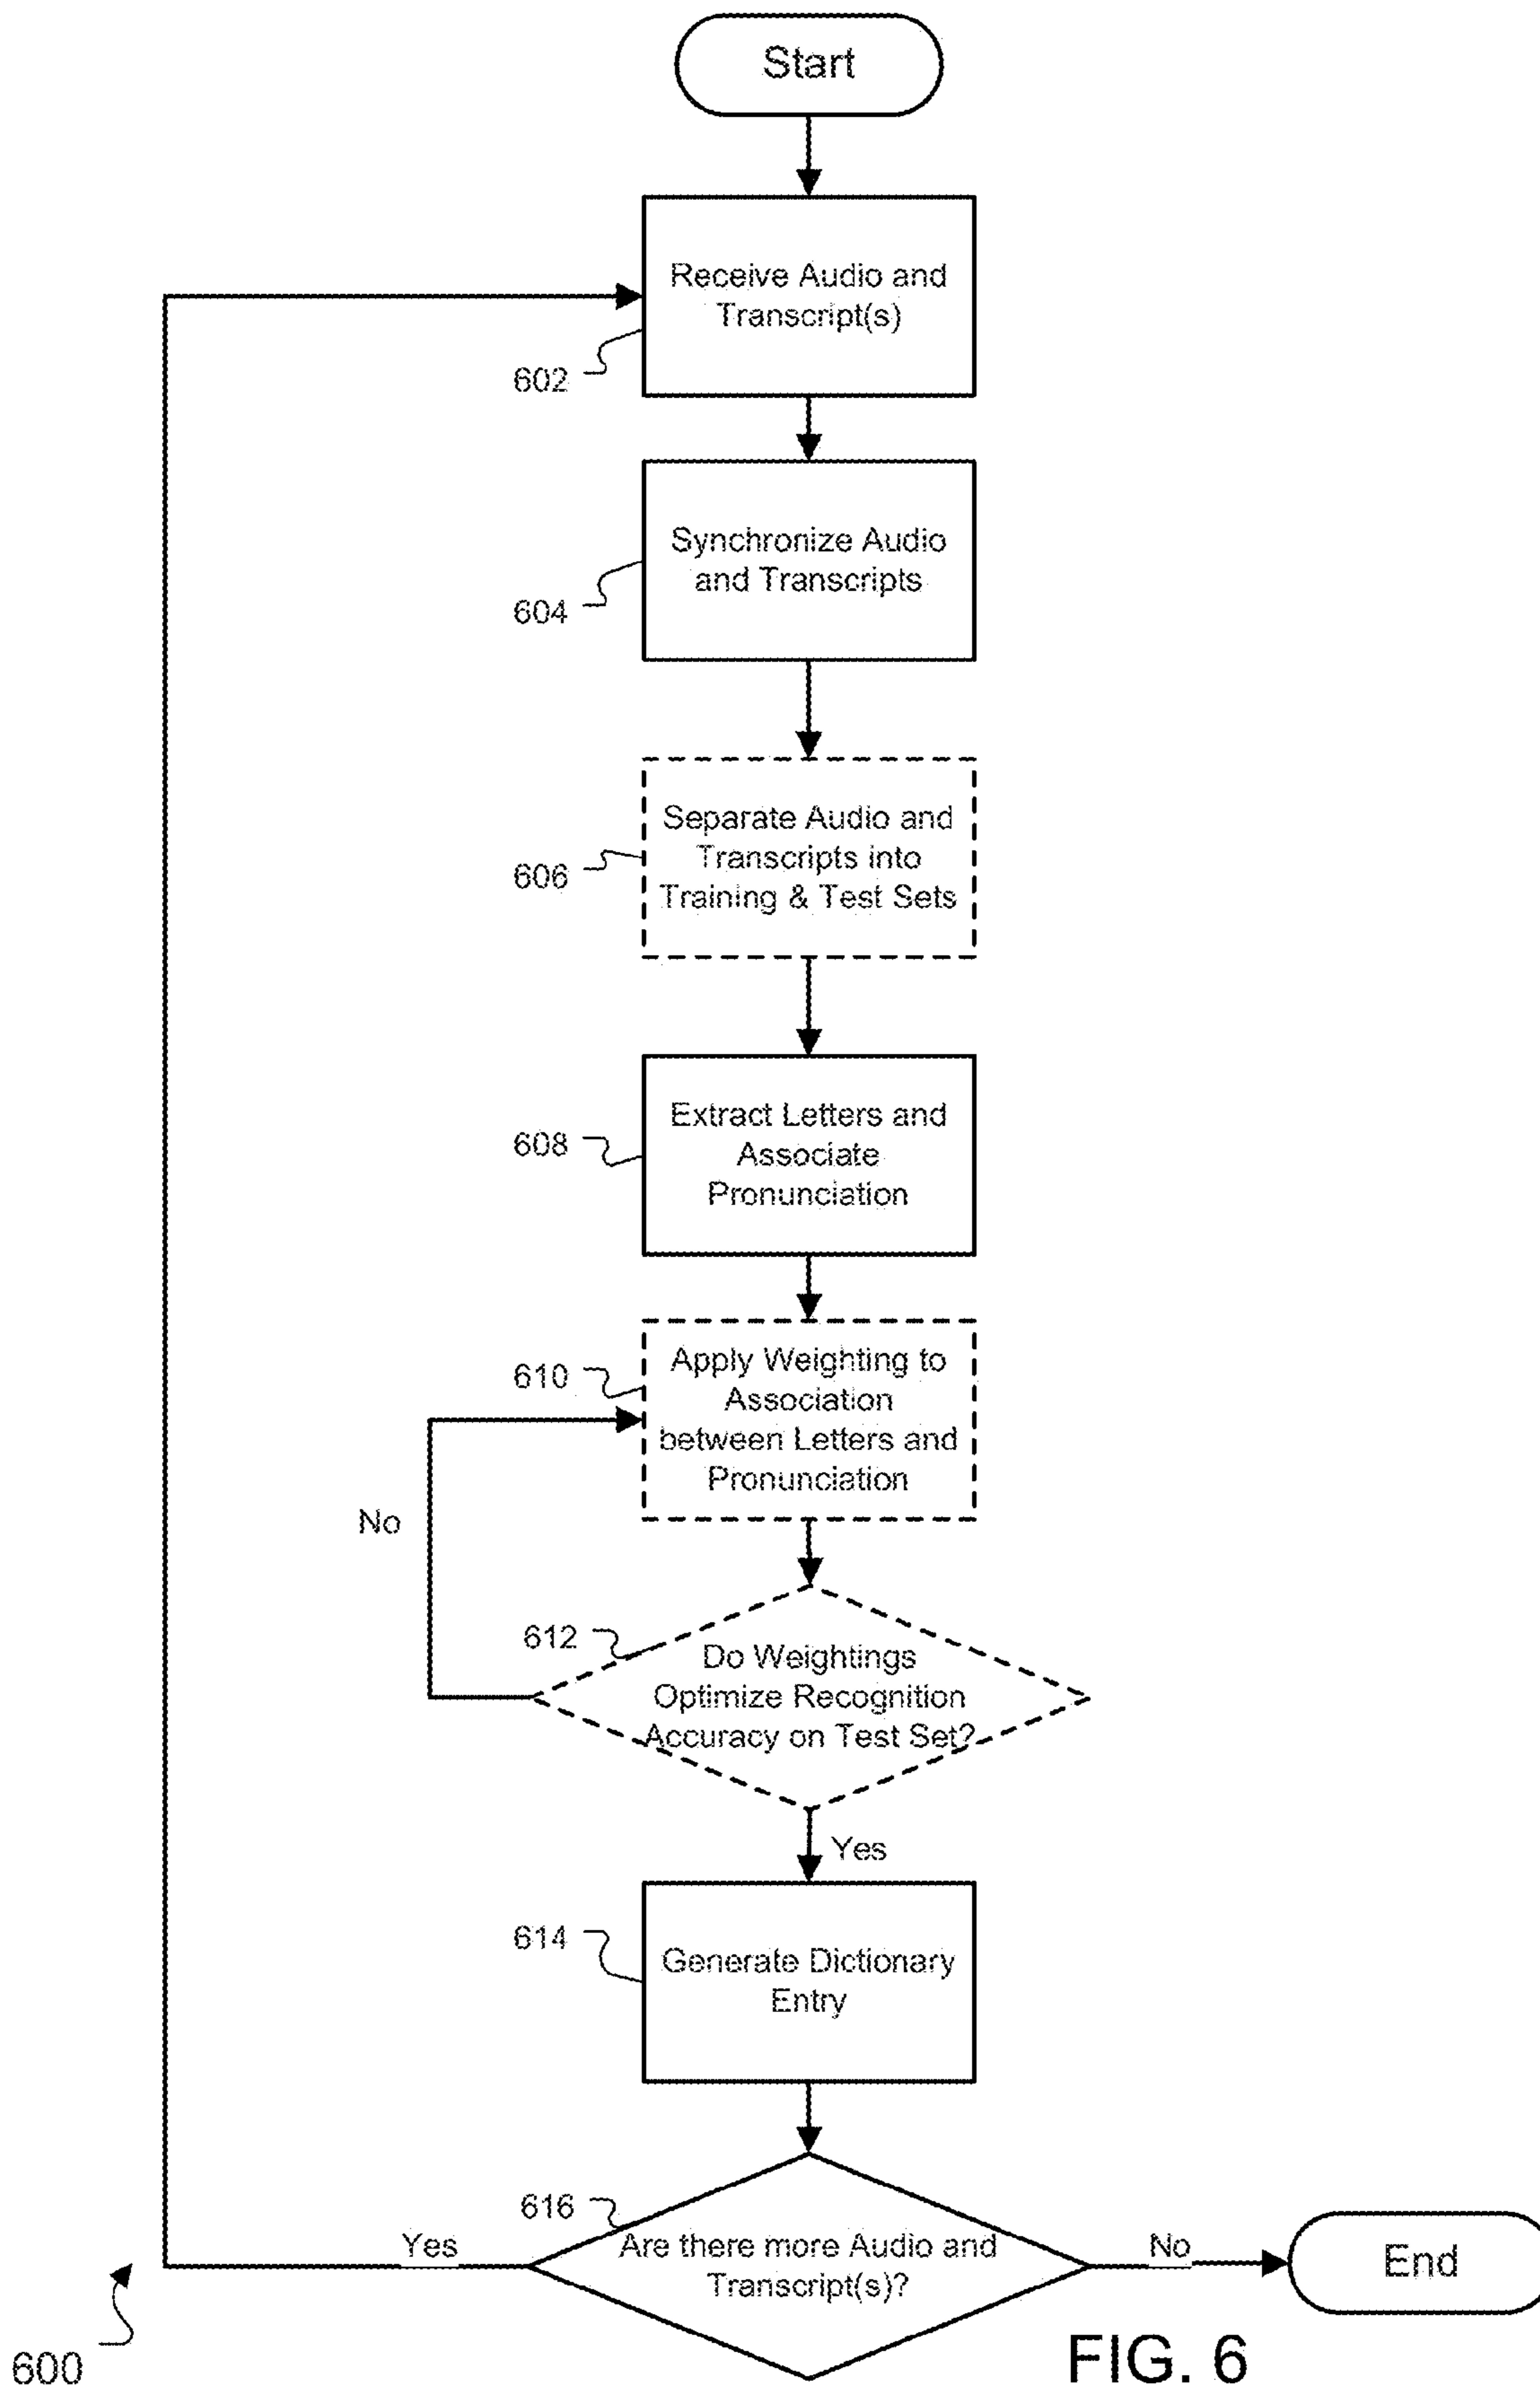 Start
Receive Audio and
Transcript(s)
602
Synchronize Audio
and Transcripts
604
Separate Audio and
Transcripts into
Training & Test Sets
606
Extract Letters and
Associate
Pronunciation
608
Apply Weighting to
Association
between Letters and
Pronunciation
610
No
612
Do Weightings
Optimize Recognition
Accuracy on Test Set?
Yes
614
Generate Dictionary
Entry
616
Are there more Audio and
Transcript(s)?
Yes
No
End
600
FIG. 6